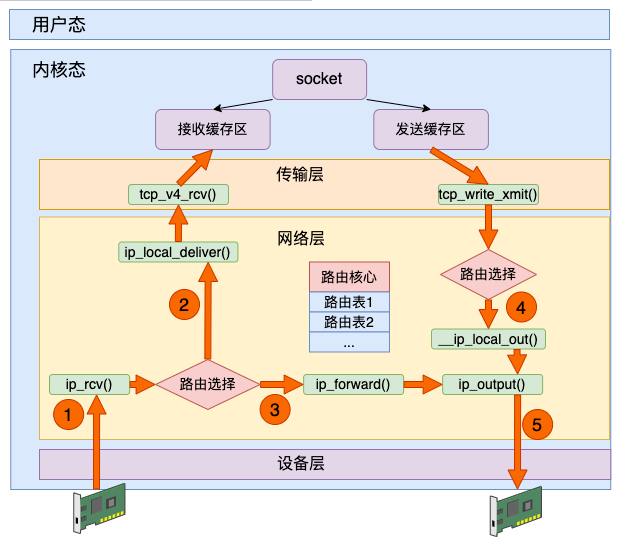 用户态
内核态
socket
接收缓存区
发送缓存区
传输层
tcp_v4_rcv()
tcp_write_xmit()
网络层
ip_local_deliver()
路由核心
路由选择
2
路由表1
4
路由表2
__ip_local_out()
...
ip_rcv()
路由选择
ip_forward()
ip_output()
1
3
5
设备层